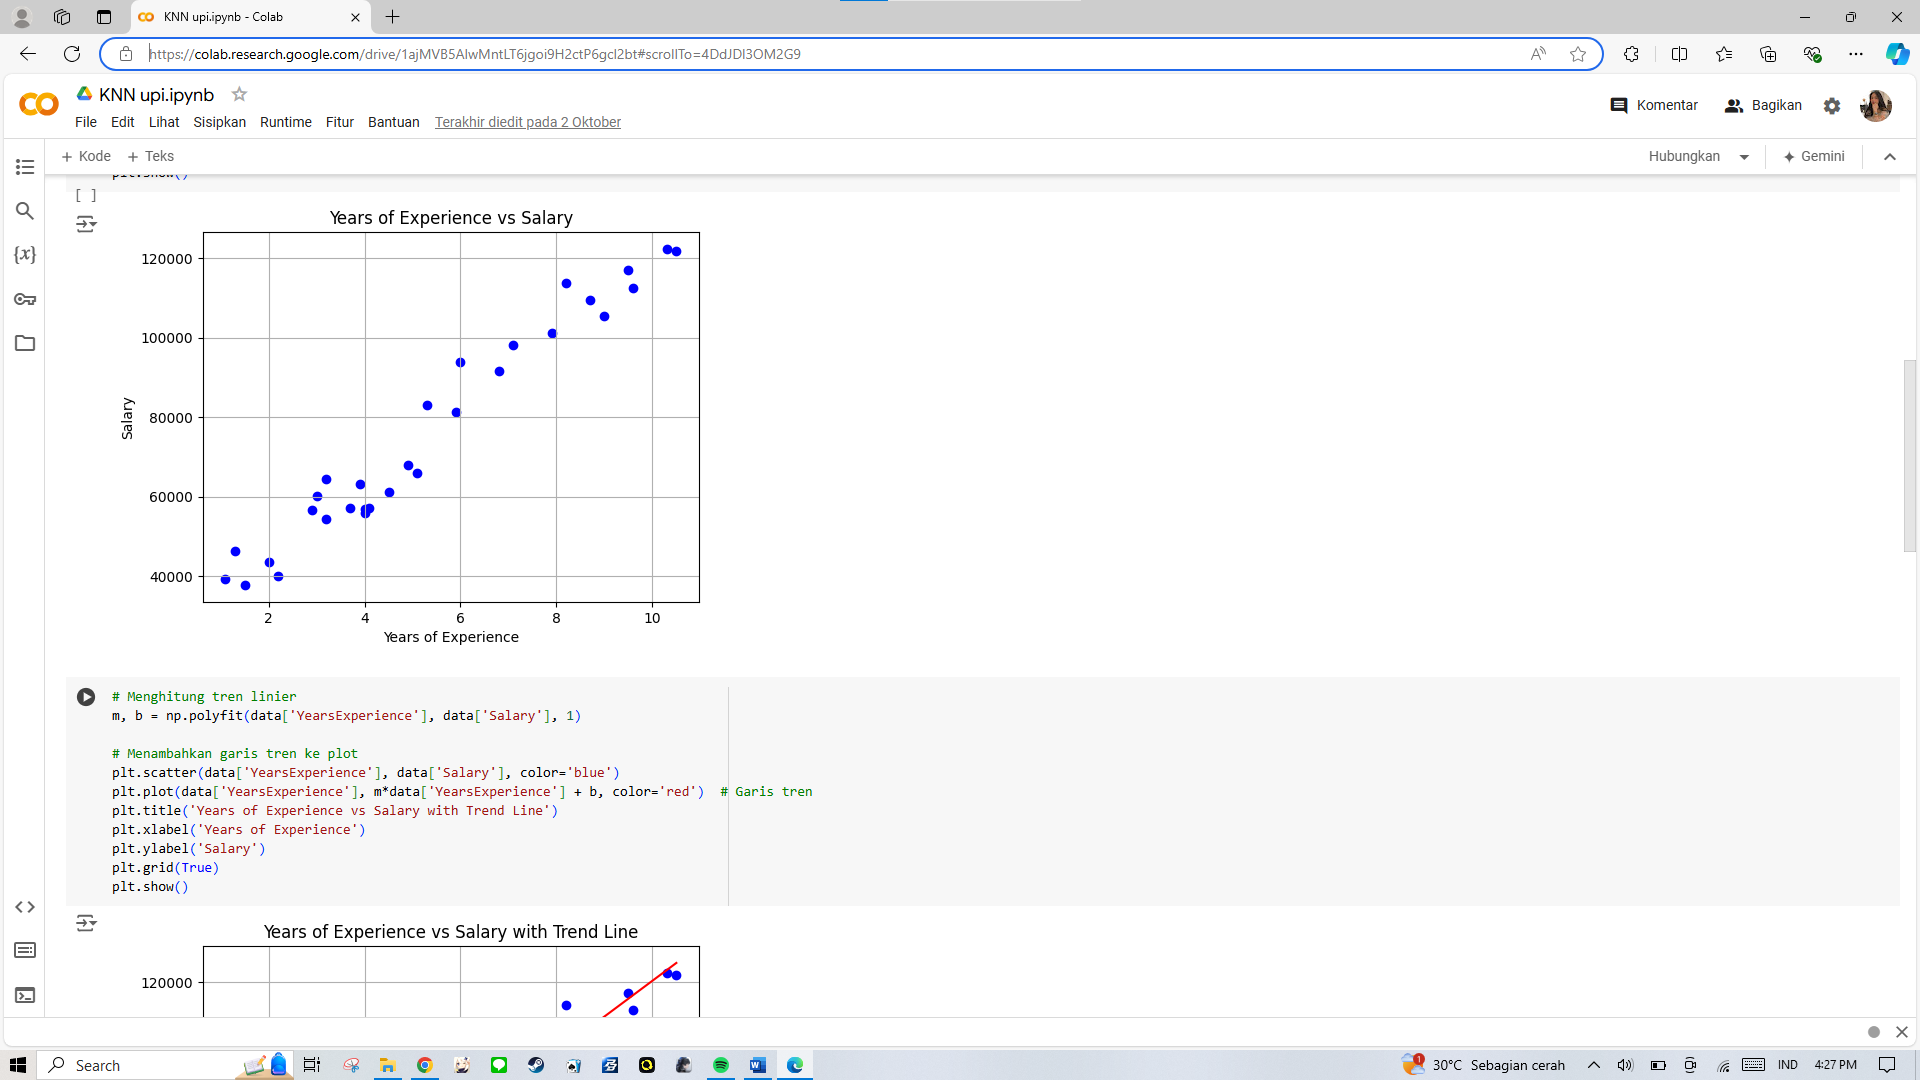 KNN upi.ipynb - Colab
https://colab.research.google.com/drive/1ajMVB5AlwMntLT6jgoi9H2ctP6gcI2bt#scrollTo=4DdJDI3OM2G9
KNN upi.ipynb
Komentar
Bagikan
File Edit Lihat Sisipkan Runtime Fitur Bantuan Terakhir diedit pada 2 Oktober
+ Kode + Teks
Hubungkan
Gemini
plt.show()
[ ]
{x}
Years of Experience vs Salary
120000
100000
80000
60000
40000
Salary
2 4 6 8 10
Years of Experience
# Menghitung tren linier
m, b = np.polyfit(data['YearsExperience'], data['Salary'], 1)
# Menambahkan garis tren ke plot
plt.scatter(data['YearsExperience'], data['Salary'], color='blue')
plt.plot(data['YearsExperience'], m*data['YearsExperience'] + b, color='red')  # Garis tren
plt.title('Years of Experience vs Salary with Trend Line')
plt.xlabel('Years of Experience')
plt.ylabel('Salary')
plt.grid(True)
plt.show()
Years of Experience vs Salary with Trend Line
120000
Search
1
30°C Sebagian cerah
IND
4:27 PM